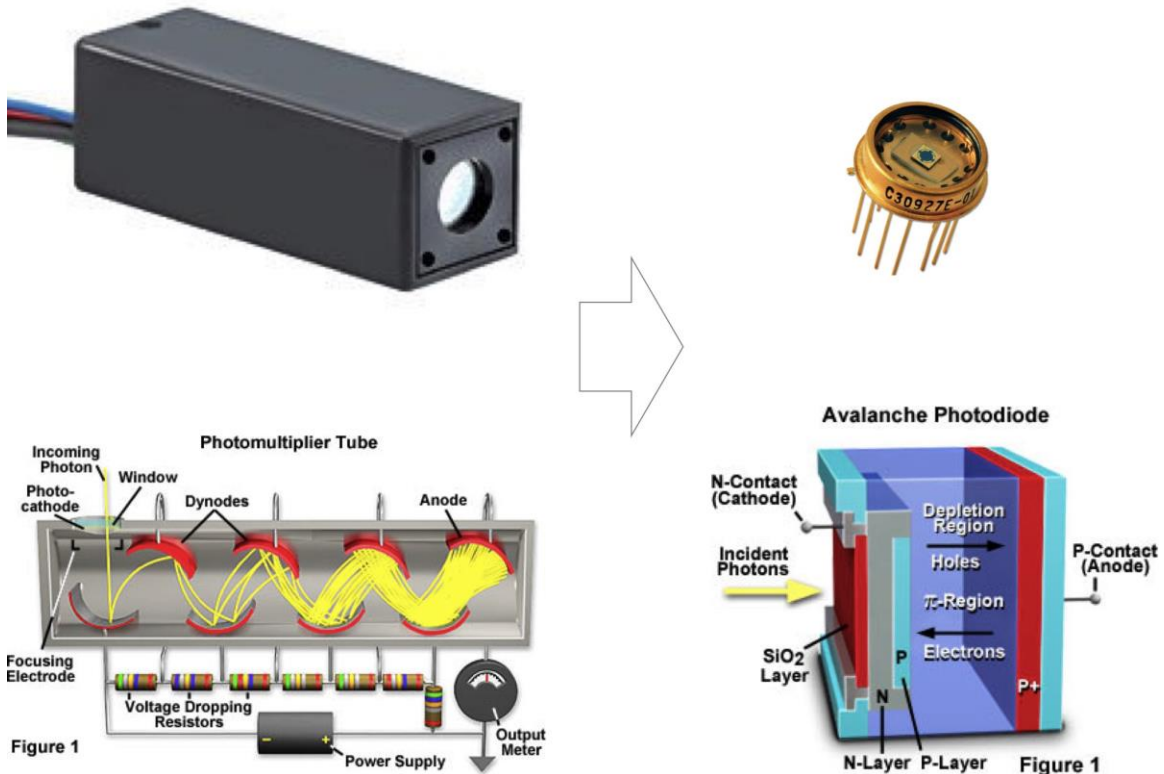 C30927E-01
Photomultiplier Tube
Incoming
Photon
Window
Photo-
cathode
Dynodes
Anode
Focusing
Electrode
Voltage Dropping
Resistors
- +
Power Supply
Output
Meter
Figure 1
Avalanche Photodiode
N-Contact
(Cathode)
Depletion
Region
Holes
P-Contact
(Anode)
Incident
Photons
π-Region
Electrons
SiO2
Layer
P
N
P+
N-Layer
P-Layer
Figure 1